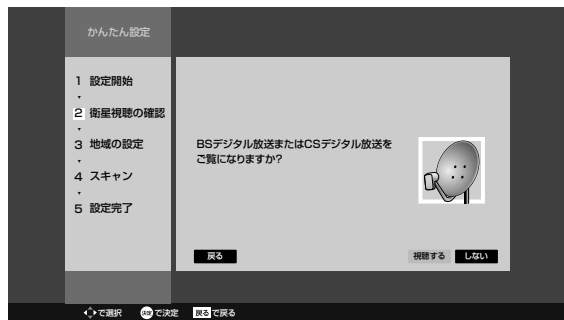 かんたん設定
1 設定開始
2 衛星視聴の確認
3 地域の設定
4 スキャン
5 設定完了
BSデジタル放送またはCSデジタル放送を
ご覧になりますか?
戻る 視聴する しない
で選択 決定 で決定 戻る で戻る